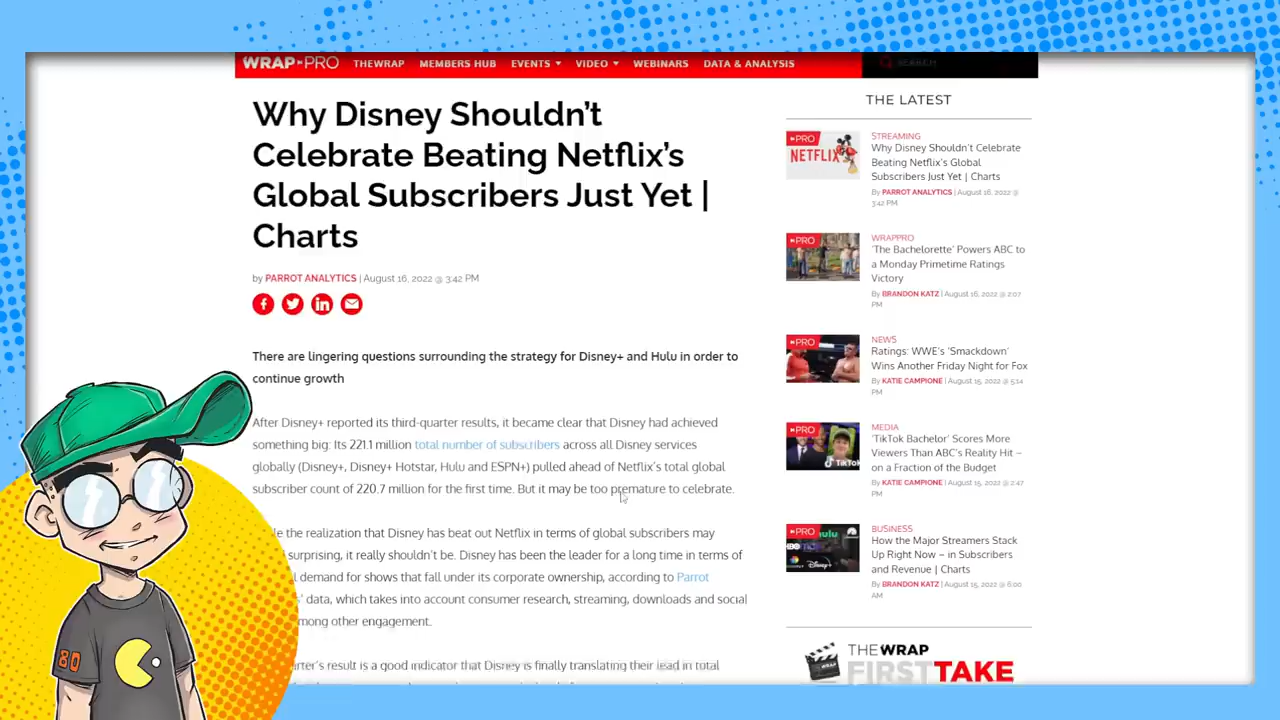 WRAP PRO THEWRAP MEMBERS HUB EVENTS VIDEO WEBINARS DATA & ANALYSIS SEARCH
Why Disney Shouldn't
Celebrate Beating Netflix's
Global Subscribers Just Yet |
Charts
by PARROT ANALYTICS | August 16, 2022 @ 3:42 PM
There are lingering questions surrounding the strategy for Disney+ and Hulu in order to
continue growth
After Disney+ reported its third-quarter results, it became clear that Disney had achieved
something big: Its 221.1 million total number of subscribers across all Disney services
globally (Disney+, Disney+ Hotstar, Hulu and ESPN+) pulled ahead of Netflix's total global
subscriber count of 220.7 million for the first time. But it may be too premature to celebrate.
the realization that Disney has beat out Netflix in terms of global subscribers may
surprising, it really shouldn't be. Disney has been the leader for a long time in terms of
demand for shows that fall under its corporate ownership, according to Parrot
data, which takes into account consumer research, streaming, downloads and social
among other engagement.
result is a good indicator that Disney is finally translating their lead in total
THE LATEST
PRO
NETFLIX
STREAMING
Why Disney Shouldn't Celebrate
Beating Netflix's Global
Subscribers Just Yet | Charts
By PARROT ANALYTICS | August 16, 2022 @
3:42 PM
PRO
WRAPPRO
'The Bachelorette' Powers ABC to
a Monday Primetime Ratings
Victory
By BRANDON KATZ | August 16, 2022 @ 2:07
PM
PRO
NEWS
Ratings: WWE's 'Smackdown'
Wins Another Friday Night for Fox
By KATIE CAMPIONE | August 15, 2022 @ 5:14
PM
PRO
TikTok
MEDIA
'TikTok Bachelor' Scores More
Viewers Than ABC's Reality Hit –
on a Fraction of the Budget
By KATIE CAMPIONE | August 15, 2022 @ 2:47
PM
PRO
hulu
HBO
Disney+
BUSINESS
How the Major Streamers Stack
Up Right Now – in Subscribers
and Revenue | Charts
By BRANDON KATZ | August 15, 2022 @ 6:00
AM
THEWRAP
FIRSTTAKE
80